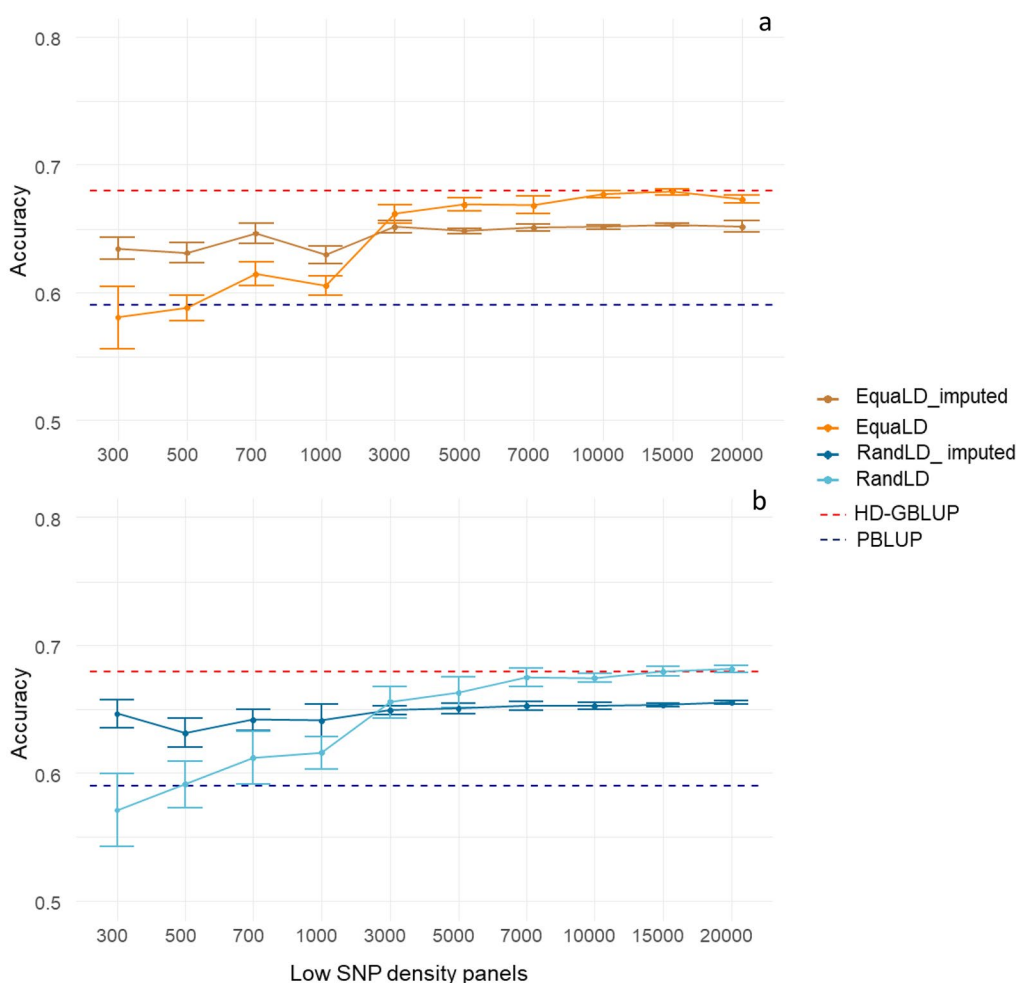 a
0.8
0.7
0.6
0.5
Accuracy
300 500 700 1000 3000 5000 7000 10000 15000 20000
EquaLD_imputed
EquaLD
RandLD_ imputed
RandLD
HD-GBLUP
PBLUP
b
0.8
0.7
0.6
0.5
Accuracy
300 500 700 1000 3000 5000 7000 10000 15000 20000
Low SNP density panels